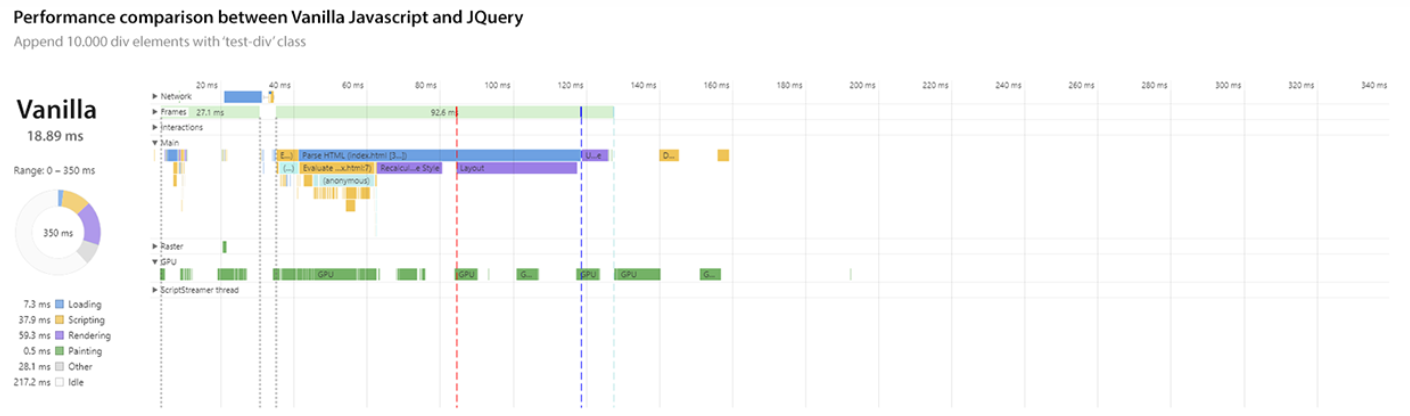 Performance comparison between Vanilla Javascript and JQuery
Append 10.000 div elements with 'test-div' class
20 ms 40 ms 60 ms 80 ms 100 ms 120 ms 140 ms 160 ms 180 ms 200 ms 220 ms 240 ms 260 ms 280 ms 300 ms 320 ms 340 ms
Vanilla
18.89 ms
Range: 0 – 350 ms
350 ms
7.3 ms Loading
37.9 ms Scripting
59.3 ms Rendering
0.5 ms Painting
28.1 ms Other
217.2 ms Idle
Network
Frames 27.1 ms 92.6 ms
Interactions
Main
E...) Parse HTML (index.html [3...]) U...e D...
(...) Evaluate ...x.html:7) Recalcul...e Style Layout
(anonymous)
Raster
GPU
GPU GPU G... GPU GPU G...
ScriptStreamer thread